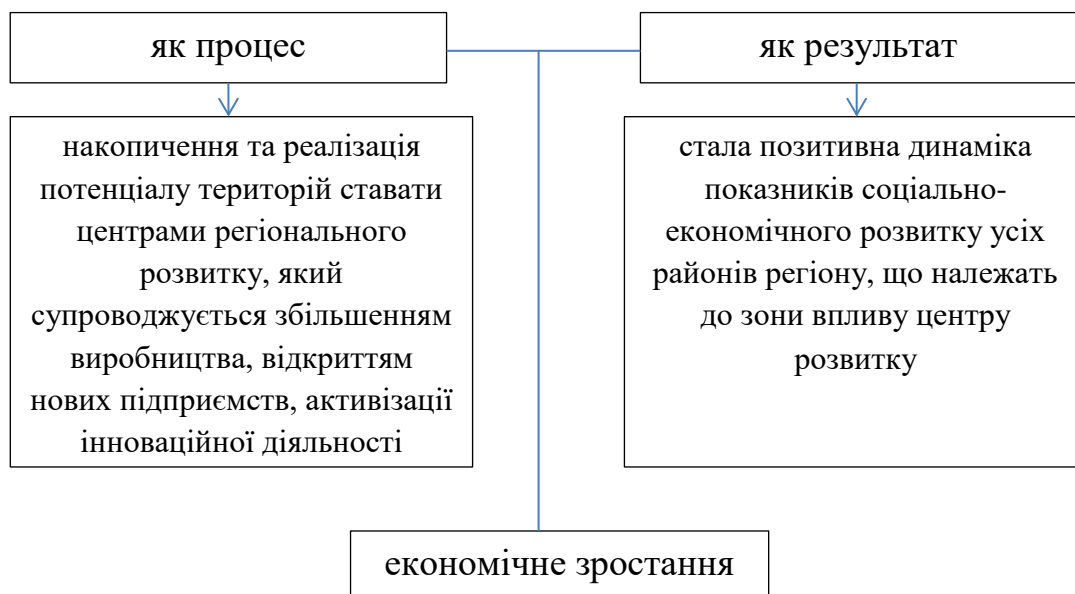 як процес
як результат
накопичення та реалізація
потенціалу територій ставати
центрами регіонального
розвитку, який
супроводжується збільшенням
виробництва, відкриттям
нових підприємств, активізації
інноваційної діяльності
стала позитивна динаміка
показників соціально-
економічного розвитку усіх
районів регіону, що належать
до зони впливу центру
розвитку
економічне зростання